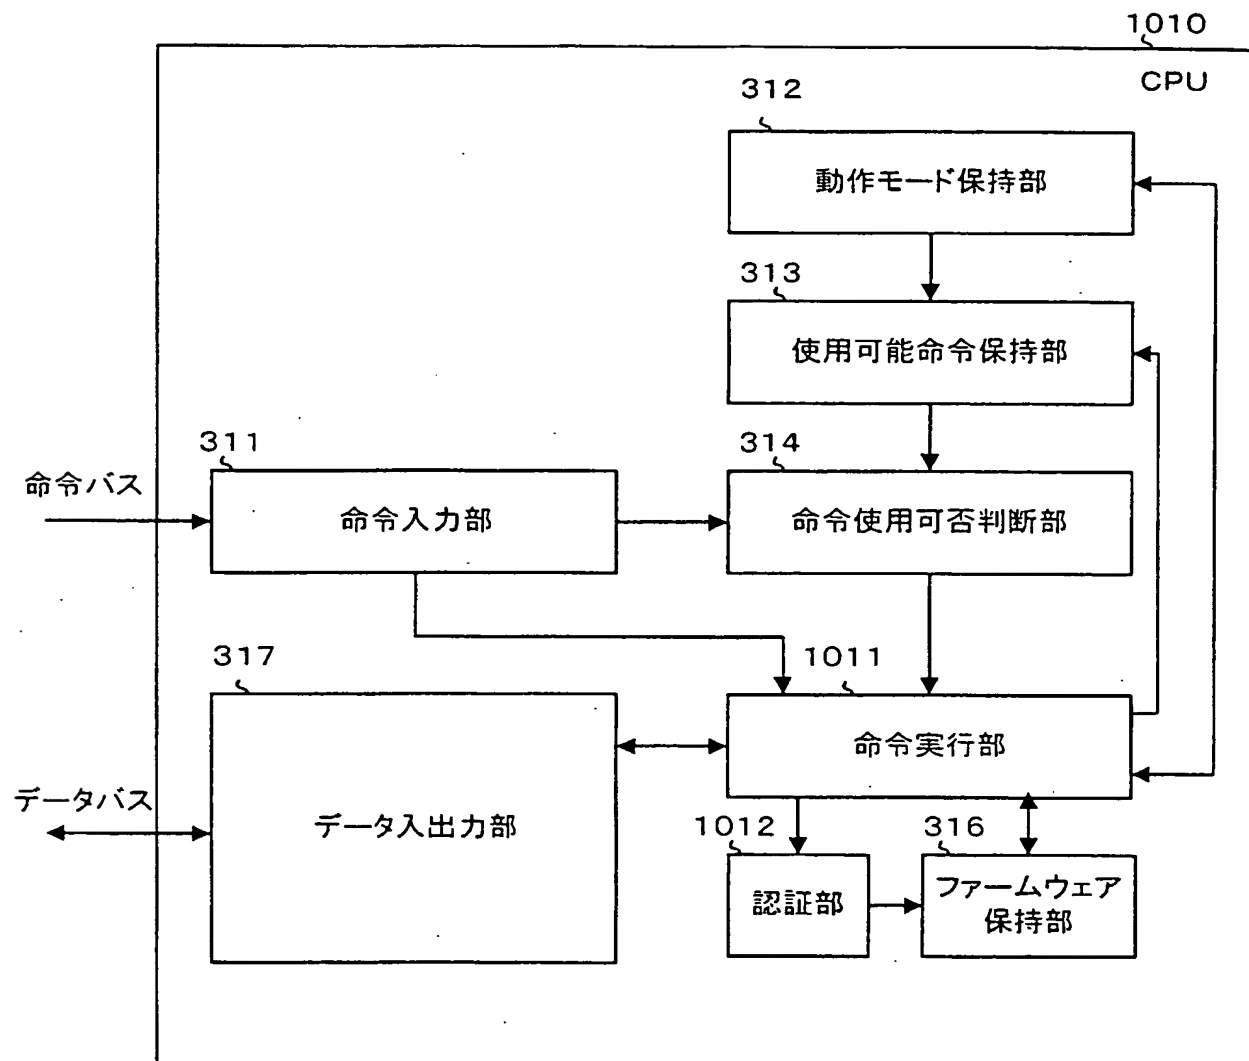 1010
CPU
312
動作モード保持部
313
使用可能命令保持部
311
314
命令バス
命令入力部
命令使用可否判断部
317
1011
命令実行部
データバス
データ入出力部
1012
316
認証部
ファームウェア
保持部